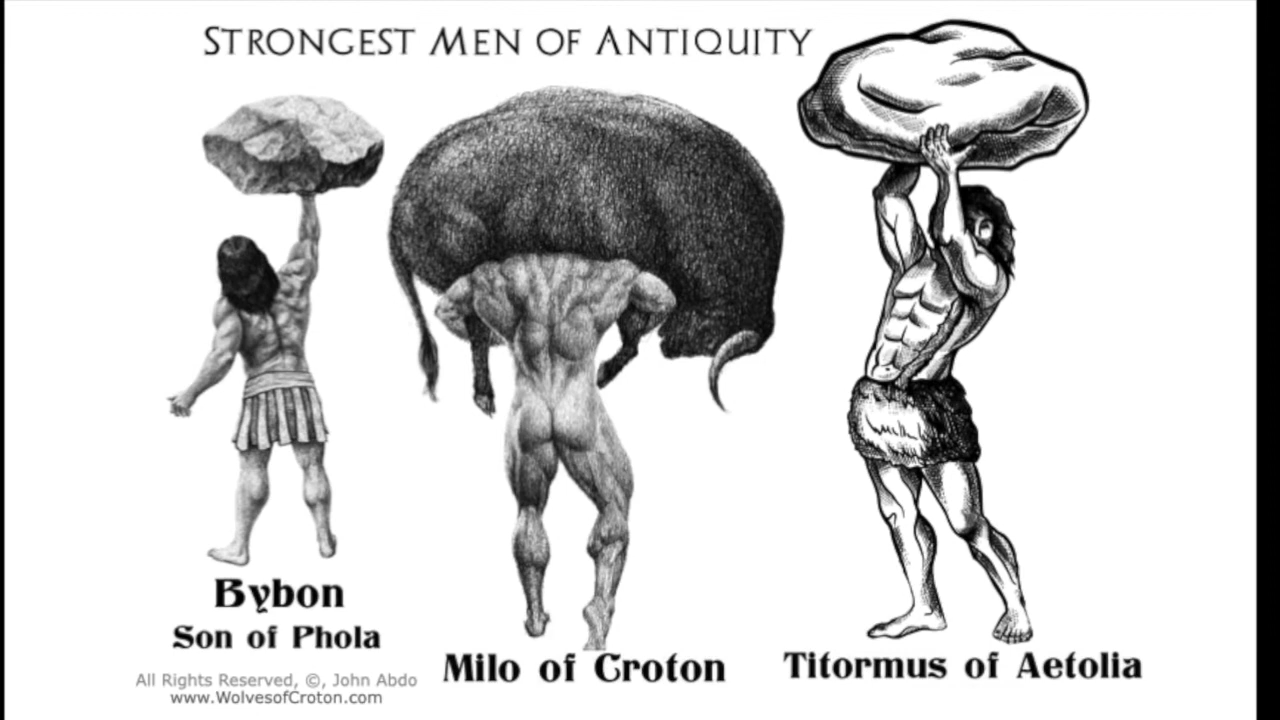 Strongest Men of Antiquity
Bybon
Son of Phola
All Rights Reserved, ©, John Abdo
www.WolvesofCroton.com
Milo of Croton
Titormus of Aetolia